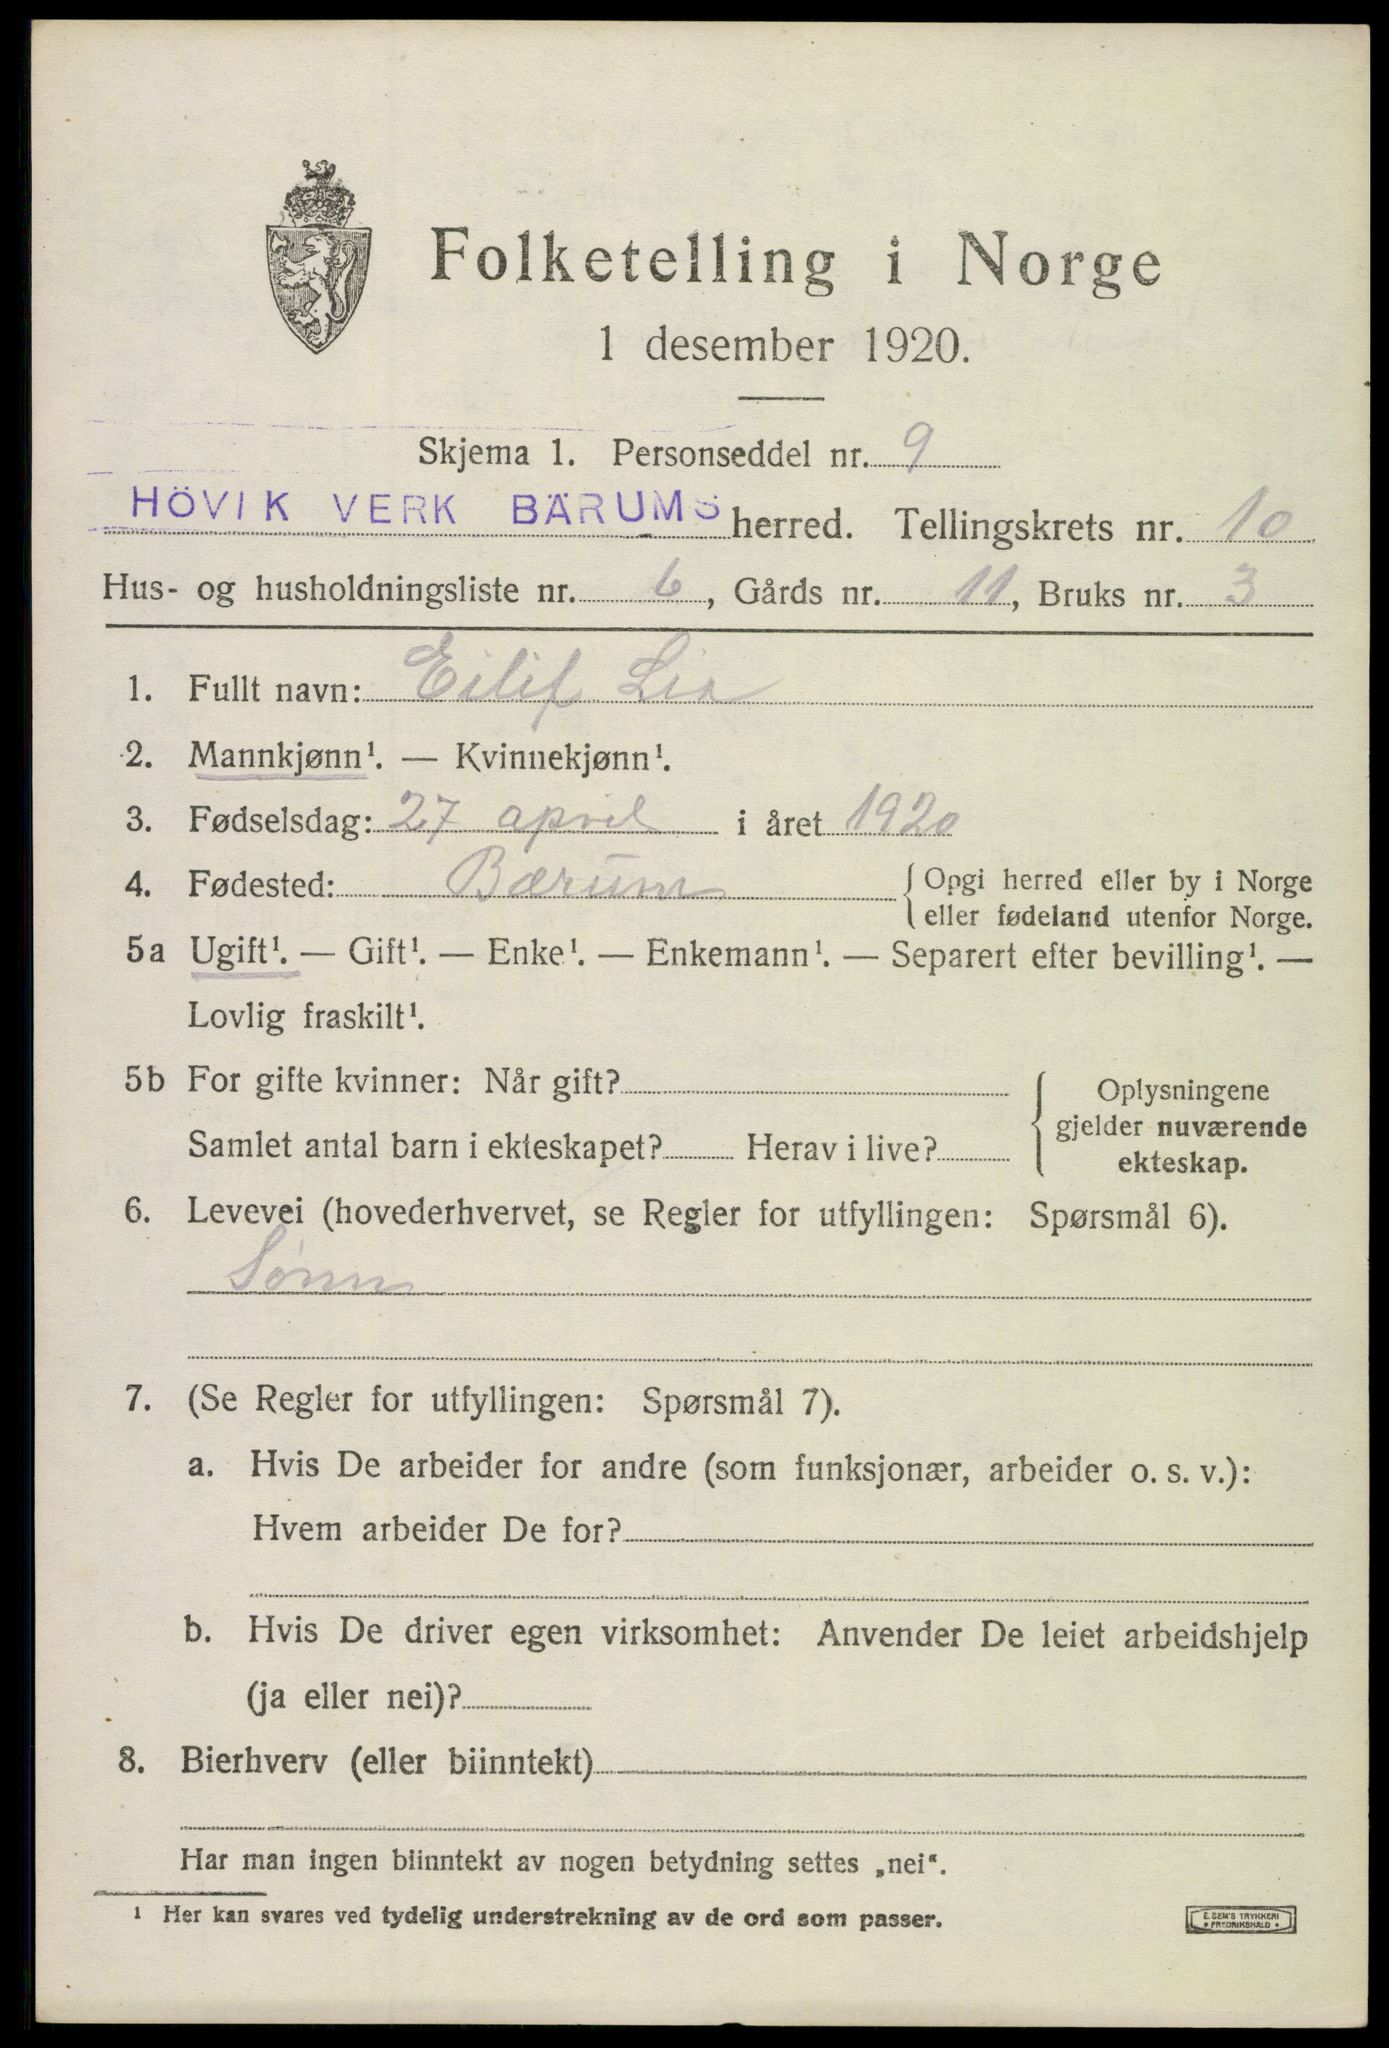 Folketelling i Norge
1 desember 1920.
Skjema 1. Personseddel nr. 9
HÖVIK VERK BÄRUMS herred. Tellingskrets nr. 10
Hus- og husholdningsliste nr. 6, Gårds nr. 11, Bruks nr. 3
1. Fullt navn: Eilif Lia
2. Mannkjønn¹. — Kvinnekjønn¹.
3. Fødselsdag: 27 april i året 1920
4. Fødested: Bærum { Opgi herred eller by i Norge
eller fødeland utenfor Norge.
5a Ugift¹. — Gift¹. — Enke¹. — Enkemann¹. — Separert efter bevilling¹. —
Lovlig fraskilt¹.
5b For gifte kvinner: Når gift?
Samlet antal barn i ekteskapet? Herav i live?
Oplysningene
gjelder nuværende
ekteskap.
6. Levevei (hovederhvervet, se Regler for utfyllingen: Spørsmål 6).
Sønn
7. (Se Regler for utfyllingen: Spørsmål 7).
a. Hvis De arbeider for andre (som funksjonær, arbeider o. s. v.):
Hvem arbeider De for?
b. Hvis De driver egen virksomhet: Anvender De leiet arbeidshjelp
(ja eller nei)?
8. Bierhverv (eller biinntekt)
Har man ingen biinntekt av nogen betydning settes „nei“.
¹ Her kan svares ved tydelig understrekning av de ord som passer.
E. SEM'S TRYKKERI
• FREDRIKSHALD •